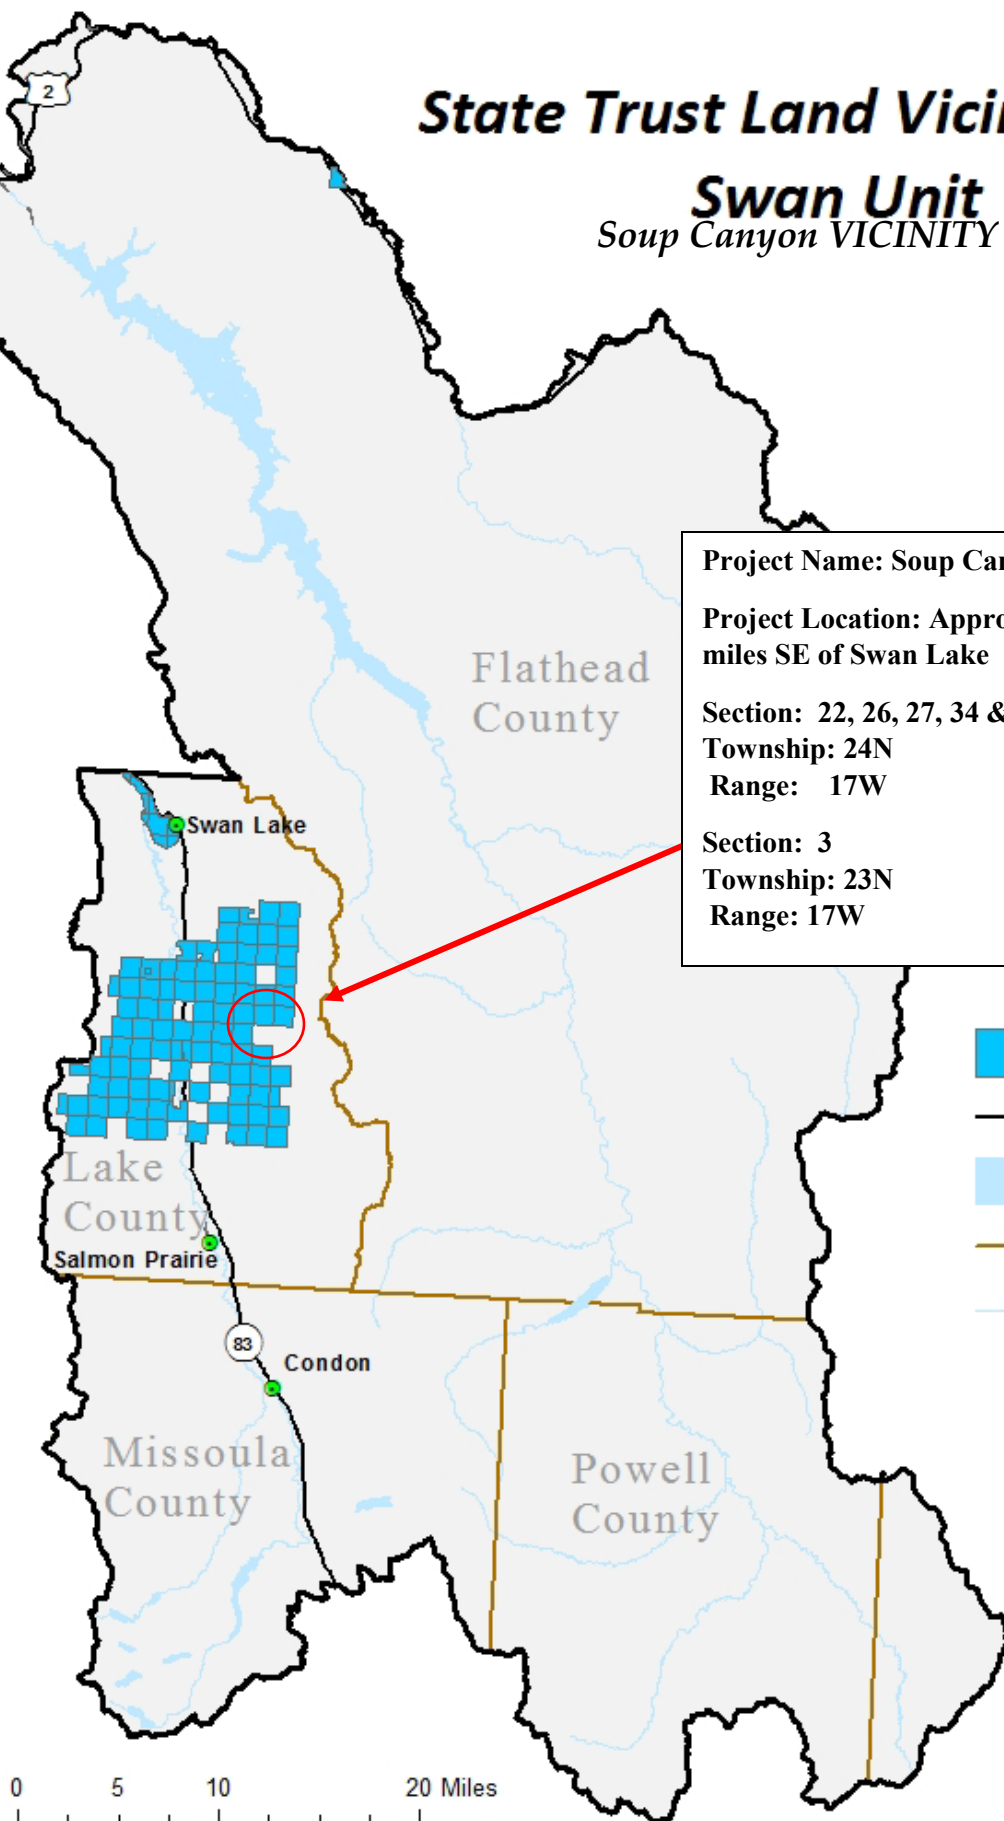 2
State Trust Land Vici
Swan Unit
Soup Canyon VICINITY
Project Name: Soup Ca
Project Location: Appro
miles SE of Swan Lake
Section: 22, 26, 27, 34 &
Township: 24N
Range: 17W
Section: 3
Township: 23N
Range: 17W
Flathead
County
Swan Lake
Lake
County
Salmon Prairie
83
Condon
Missoula
County
Powell
County
0 5 10 20 Miles